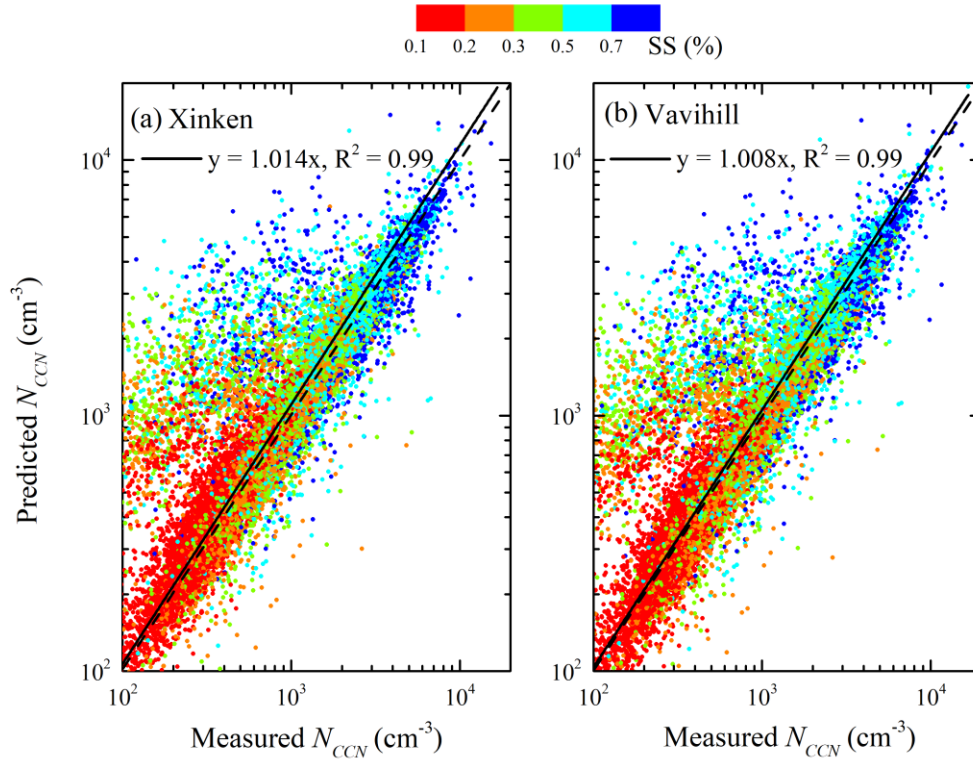 0.1 0.2 0.3 0.5 0.7 SS (%)
(a) Xinken
y = 1.014x, R² = 0.99
10⁴
10³
10²
10² 10³ 10⁴
Predicted N_CCN (cm⁻³)
Measured N_CCN (cm⁻³)
(b) Vavihill
y = 1.008x, R² = 0.99
10⁴
10³
10²
10² 10³ 10⁴
Measured N_CCN (cm⁻³)